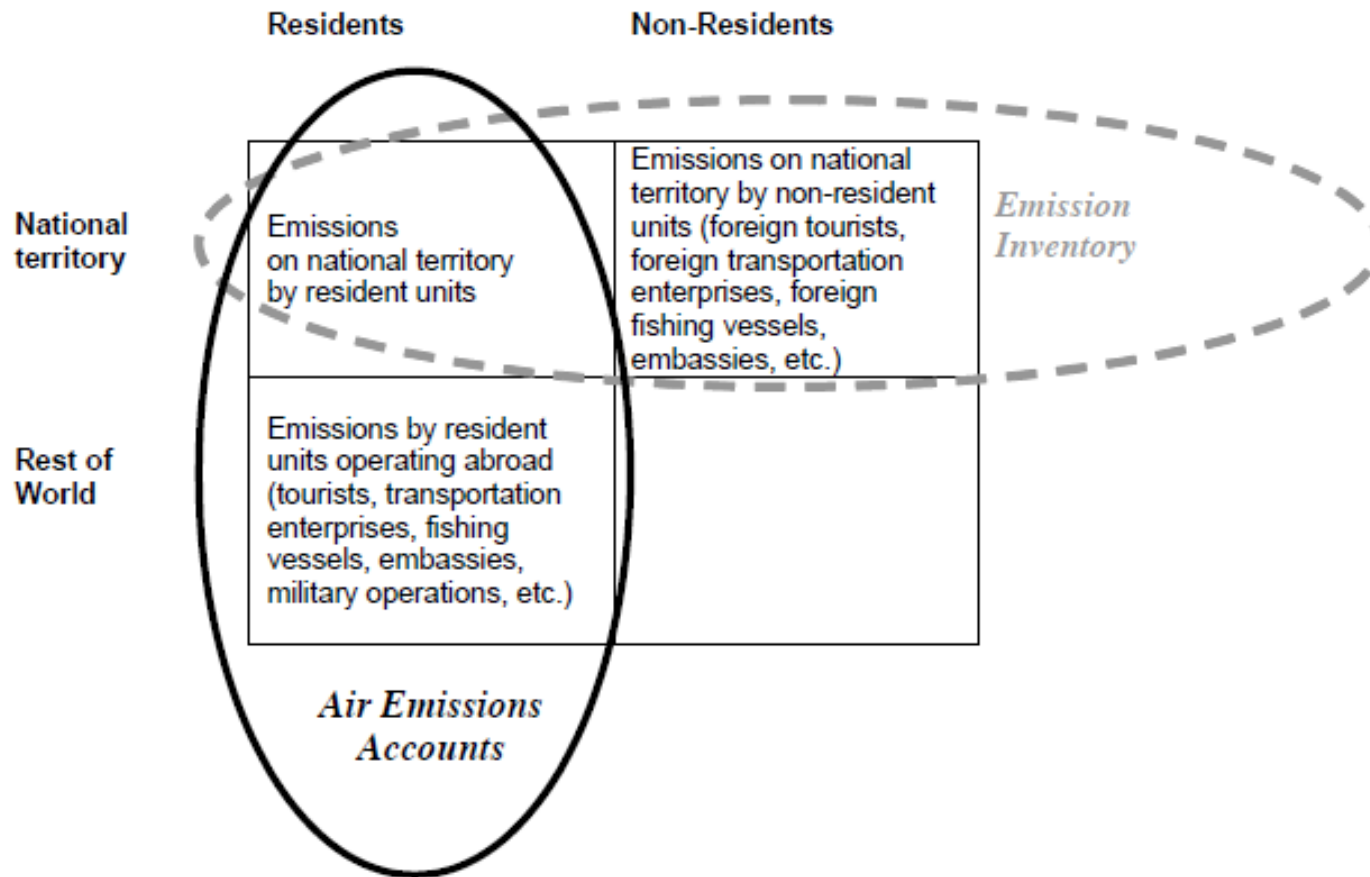 Residents
Non-Residents
National
territory
Emissions
on national territory
by resident units
Emissions on national
territory by non-resident
units (foreign tourists,
foreign transportation
enterprises, foreign
fishing vessels,
embassies, etc.)
Emission
Inventory
Rest of
World
Emissions by resident
units operating abroad
(tourists, transportation
enterprises, fishing
vessels, embassies,
military operations, etc.)
Air Emissions
Accounts